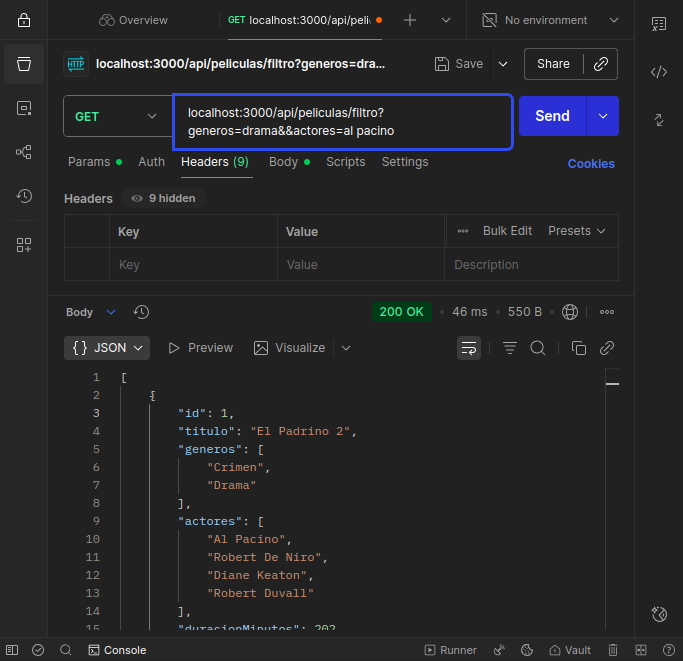 Overview
GET localhost:3000/api/peli
No environment
HTTP
localhost:3000/api/peliculas/filtro?generos=dra...
Save
Share
GET
localhost:3000/api/peliculas/filtro?
generos=drama&&actores=al pacino
Send
Params
Auth
Headers (9)
Body
Scripts
Settings
Cookies
Headers
9 hidden
Key
Value
Bulk Edit
Presets
Key
Value
Description
Body
200 OK
46 ms
550 B
{} JSON
Preview
Visualize
1 [
2 {
3 "id": 1,
4 "titulo": "El Padrino 2",
5 "generos": [
6 "Crimen",
7 "Drama"
8 ],
9 "actores": [
10 "Al Pacino",
11 "Robert De Niro",
12 "Diane Keaton",
13 "Robert Duvall"
14 ],
15 "duracionMinutes": 202
Console
Runner
Vault